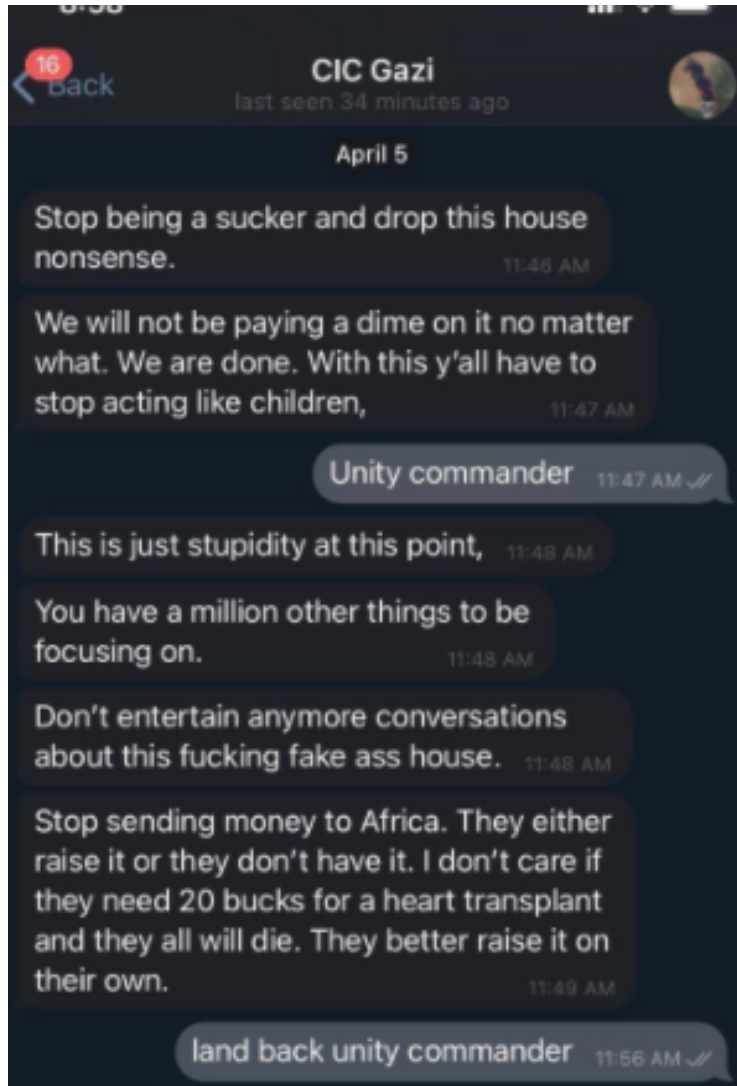 16
Back
CIC Gazi
last seen 34 minutes ago
April 5
Stop being a sucker and drop this house
nonsense.
11:46 AM
We will not be paying a dime on it no matter
what. We are done. With this y'all have to
stop acting like children,
11:47 AM
Unity commander 11:47 AM
This is just stupidity at this point, 11:48 AM
You have a million other things to be
focusing on.
11:48 AM
Don't entertain anymore conversations
about this fucking fake ass house. 11:48 AM
Stop sending money to Africa. They either
raise it or they don't have it. I don't care if
they need 20 bucks for a heart transplant
and they all will die. They better raise it on
their own.
11:49 AM
land back unity commander 11:56 AM